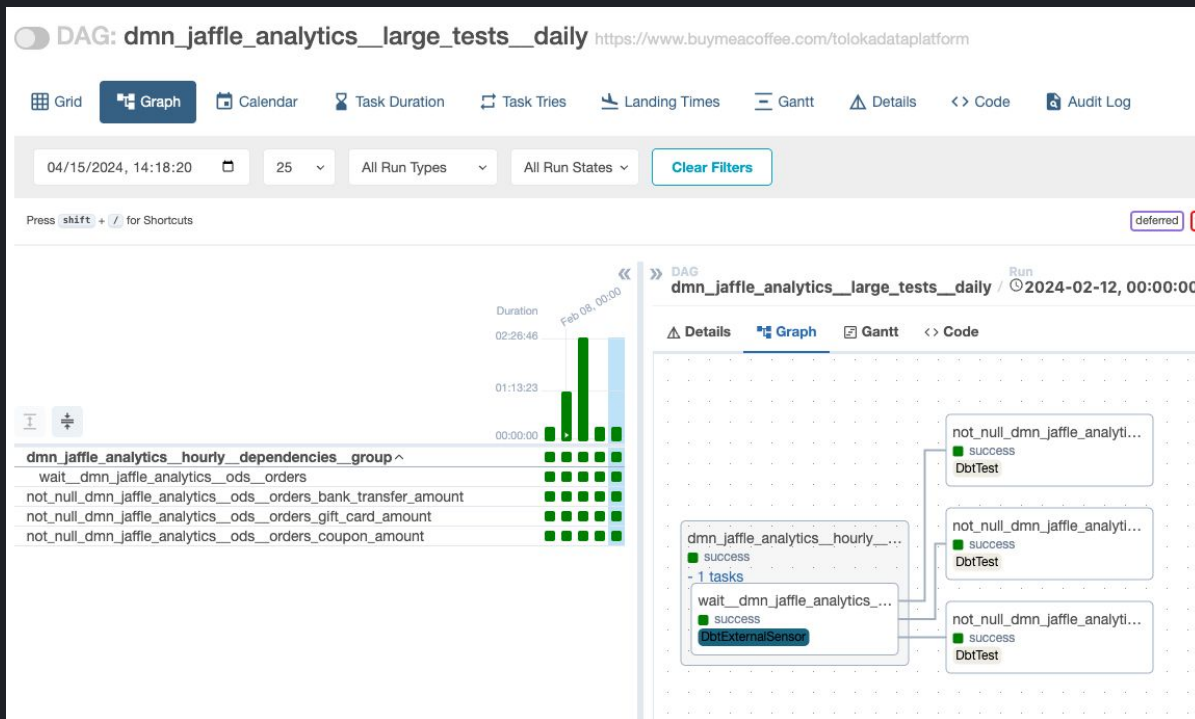 DAG: dmn_jaffle_analytics__large_tests__daily https://www.buymeacoffee.com/tolokadataplatform
Grid Graph Calendar Task Duration Task Tries Landing Times Gantt Details <> Code Audit Log
04/15/2024, 14:18:20 25 All Run Types All Run States Clear Filters
Press shift + / for Shortcuts
deferred
DAG
dmn_jaffle_analytics__large_tests__daily / 
Run
2024-02-12, 00:00:00
Details Graph Gantt <> Code
Duration
Feb 08, 00:00
02:26:46
01:13:23
00:00:00
dmn_jaffle_analytics__hourly__dependencies__group
wait__dmn_jaffle_analytics__ods__orders
not_null_dmn_jaffle_analytics__ods__orders_bank_transfer_amount
not_null_dmn_jaffle_analytics__ods__orders_gift_card_amount
not_null_dmn_jaffle_analytics__ods__orders_coupon_amount
dmn_jaffle_analytics__hourly__...
success
- 1 tasks
wait__dmn_jaffle_analytics_...
success
DbtExternalSensor
not_null_dmn_jaffle_analyti...
success
DbtTest
not_null_dmn_jaffle_analyti...
success
DbtTest
not_null_dmn_jaffle_analyti...
success
DbtTest